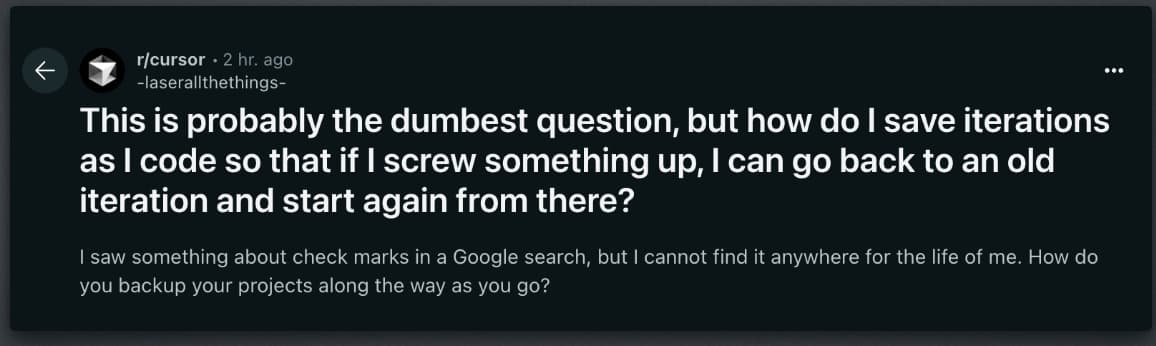 r/cursor • 2 hr. ago
-laserallthethings-
This is probably the dumbest question, but how do I save iterations
as I code so that if I screw something up, I can go back to an old
iteration and start again from there?
I saw something about check marks in a Google search, but I cannot find it anywhere for the life of me. How do
you backup your projects along the way as you go?